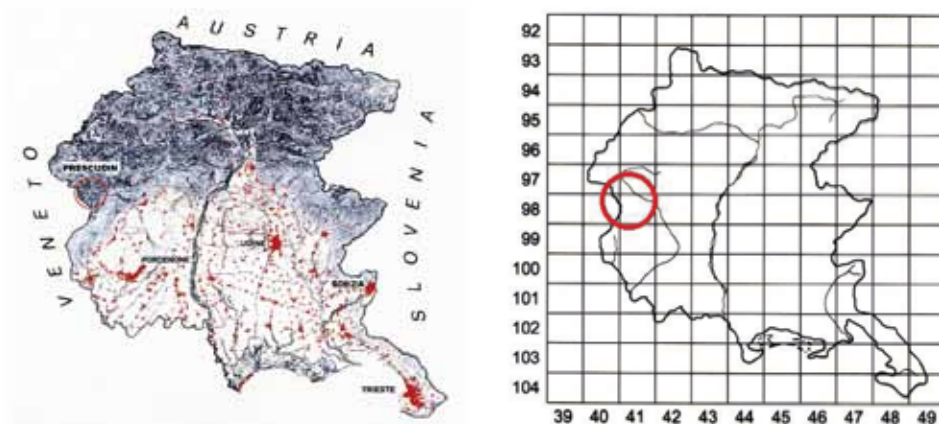 AUSTRIA
VENETO
SLOVENIA
PRESCUDIN
UDINE
PORDENONE
GORIZIA
TRIESTE
92
93
94
95
96
97
98
99
100
101
102
103
104
39 40 41 42 43 44 45 46 47 48 49